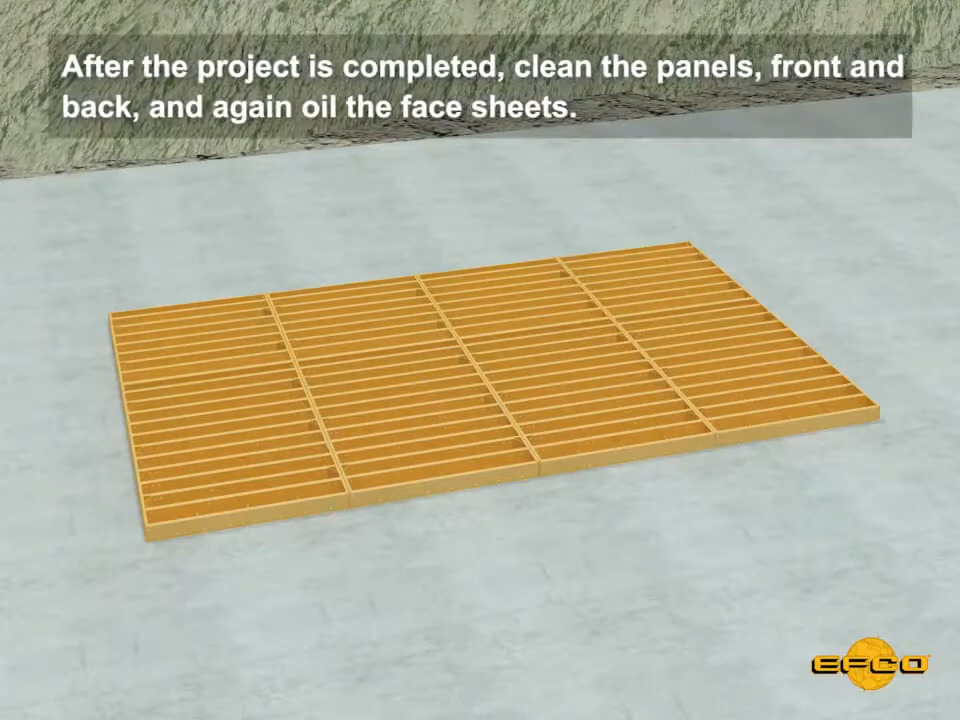 After the project is completed, clean the panels, front and
back, and again oil the face sheets.
EFCO